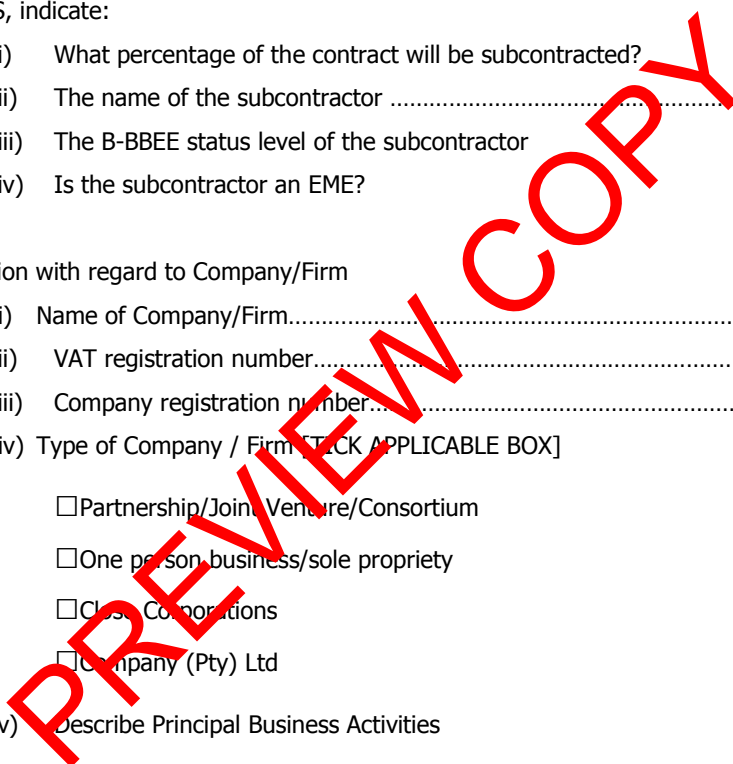 S, indicate:
i) What percentage of the contract will be subcontracted?
ii) The name of the subcontractor ……………………………………………
iii) The B-BBEE status level of the subcontractor
iv) Is the subcontractor an EME?
ion with regard to Company/Firm
i) Name of Company/Firm……………………………………………………………
ii) VAT registration number………………………………………………………
iii) Company registration number………………………………………………
iv) Type of Company / Firm [TICK APPLICABLE BOX]
☐Partnership/Joint Venture/Consortium
☐One person business/sole propriety
☐Close Corporations
☐Company (Pty) Ltd
v) Describe Principal Business Activities
PREVIEW COPY